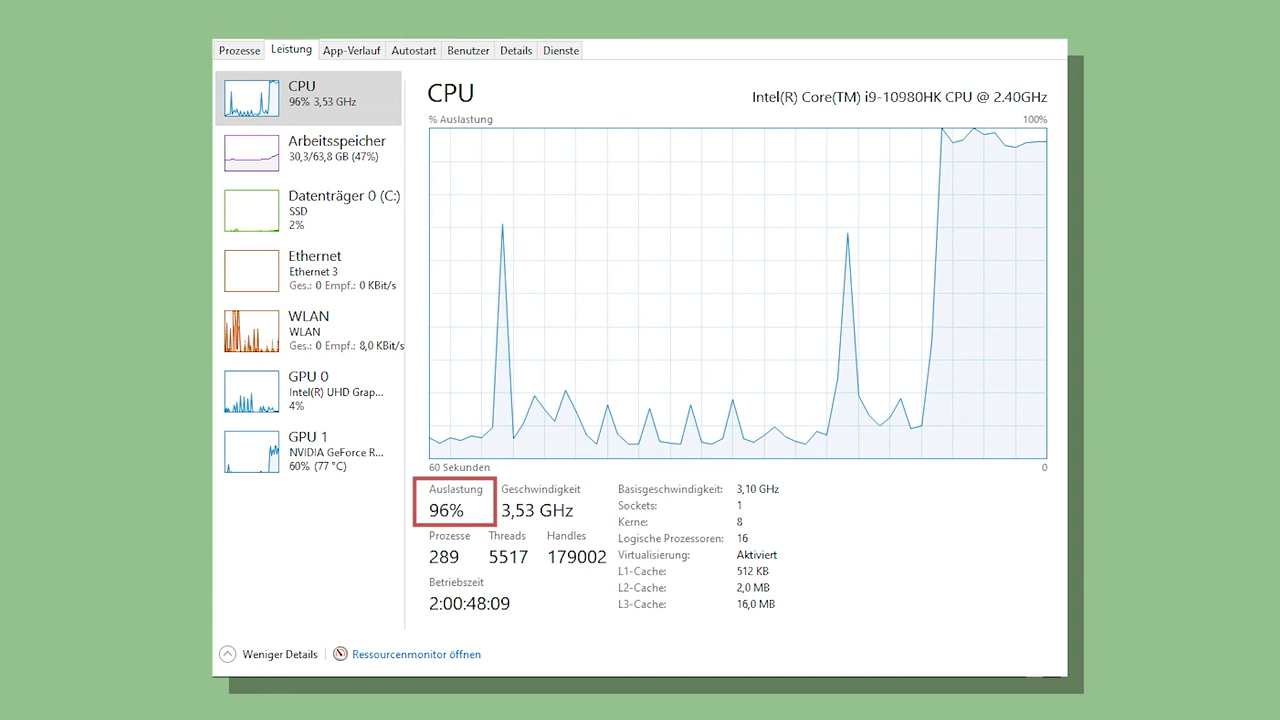 Prozesse Leistung App-Verlauf Autostart Benutzer Details Dienste
CPU
96% 3,53 GHz
Arbeitsspeicher
30,3/63,8 GB (47%)
Datenträger 0 (C:)
SSD
2%
Ethernet
Ethernet 3
Ges.: 0 Empf.: 0 KBit/s
WLAN
WLAN
Ges.: 0 Empf.: 8,0 KBit/s
GPU 0
Intel(R) UHD Grap...
4%
GPU 1
NVIDIA GeForce R...
60% (77 °C)
CPU
Intel(R) Core(TM) i9-10980HK CPU @ 2.40GHz
% Auslastung 100%
60 Sekunden 0
Auslastung Geschwindigkeit
96% 3,53 GHz
Prozesse Threads Handles
289 5517 179002
Betriebszeit
2:00:48:09
Basisgeschwindigkeit: 3,10 GHz
Sockets: 1
Kerne: 8
Logische Prozessoren: 16
Virtualisierung: Aktiviert
L1-Cache: 512 KB
L2-Cache: 2,0 MB
L3-Cache: 16,0 MB
Weniger Details Ressourcenmonitor öffnen